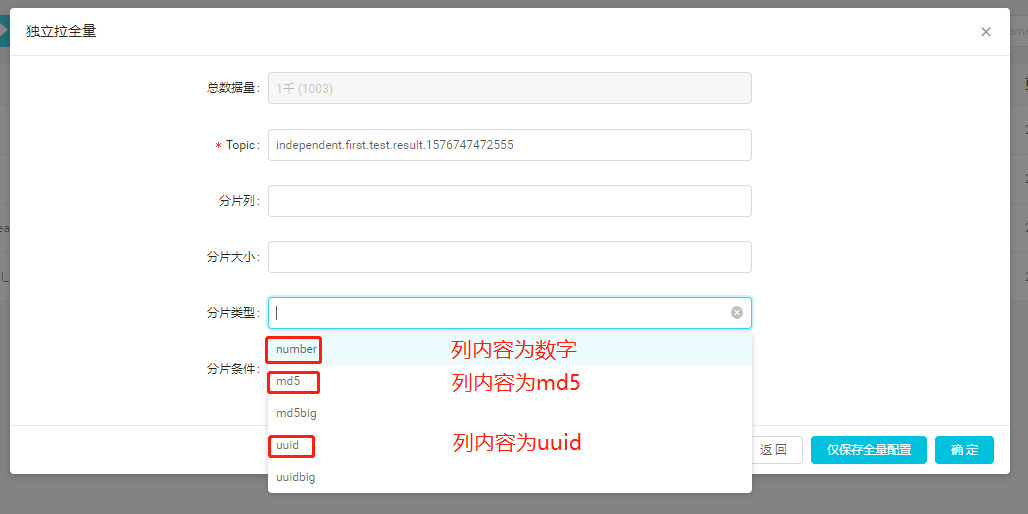 独立拉全量
ame
总数据量: 1千 (1003)
* Topic: independent.first.test.result.1576747472555
分片列:
ea
分片大小:
分片类型:
number 列内容为数字
分片条件:
md5 列内容为md5
md5big
uuid 列内容为uuid
返 回 仅保存全量配置 确 定
uuidbig